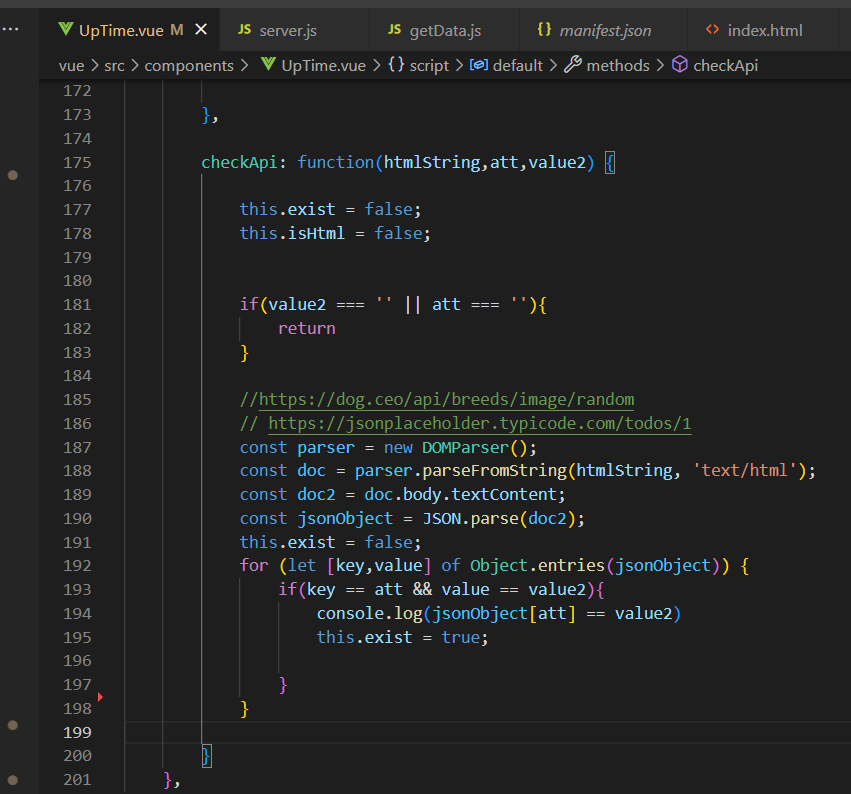 ... UpTime.vue M × JS server.js JS getData.js {} manifest.json <> index.html
vue > src > components > UpTime.vue > {} script > default > methods > checkApi
172
173 },
174
175 checkApi: function(htmlString,att,value2) {
176
177 this.exist = false;
178 this.isHtml = false;
179
180
181 if(value2 === '' || att === ''){
182 return
183 }
184
185 //https://dog.ceo/api/breeds/image/random
186 // https://jsonplaceholder.typicode.com/todos/1
187 const parser = new DOMParser();
188 const doc = parser.parseFromString(htmlString, 'text/html');
189 const doc2 = doc.body.textContent;
190 const jsonObject = JSON.parse(doc2);
191 this.exist = false;
192 for (let [key,value] of Object.entries(jsonObject)) {
193 if(key == att && value == value2){
194 console.log(jsonObject[att] == value2)
195 this.exist = true;
196
197 }
198 }
199
200 }
201 },